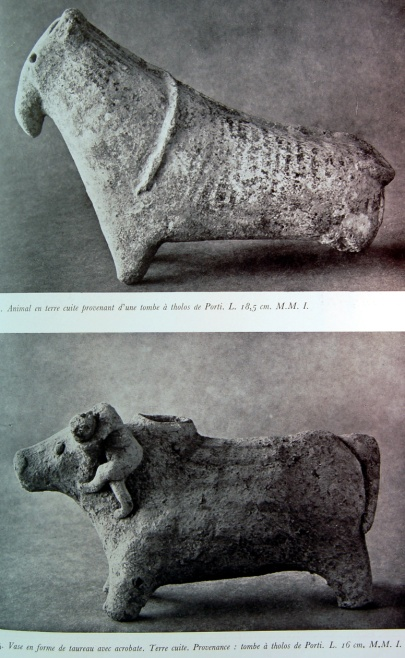 . Animal en terre cuite provenant d'une tombe à tholos de Porti. L. 18,5 cm. M.M. I.
. Vase en forme de taureau avec acrobate. Terre cuite. Provenance : tombe à tholos de Porti. L. 16 cm, M.M. I.